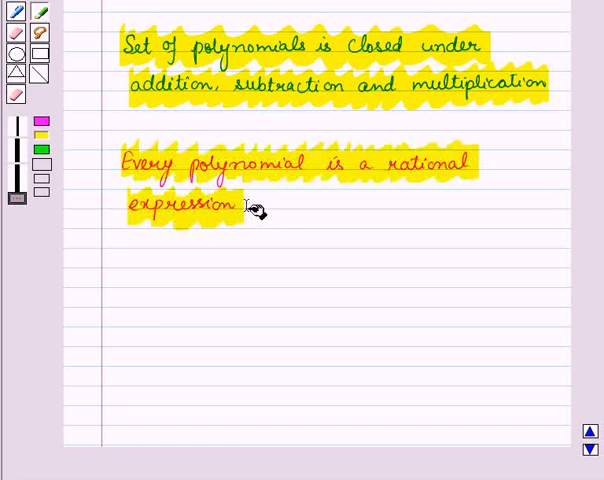 Set of polynomials is closed under
addition, subtraction and multiplication
Every polynomial is a rational
expression